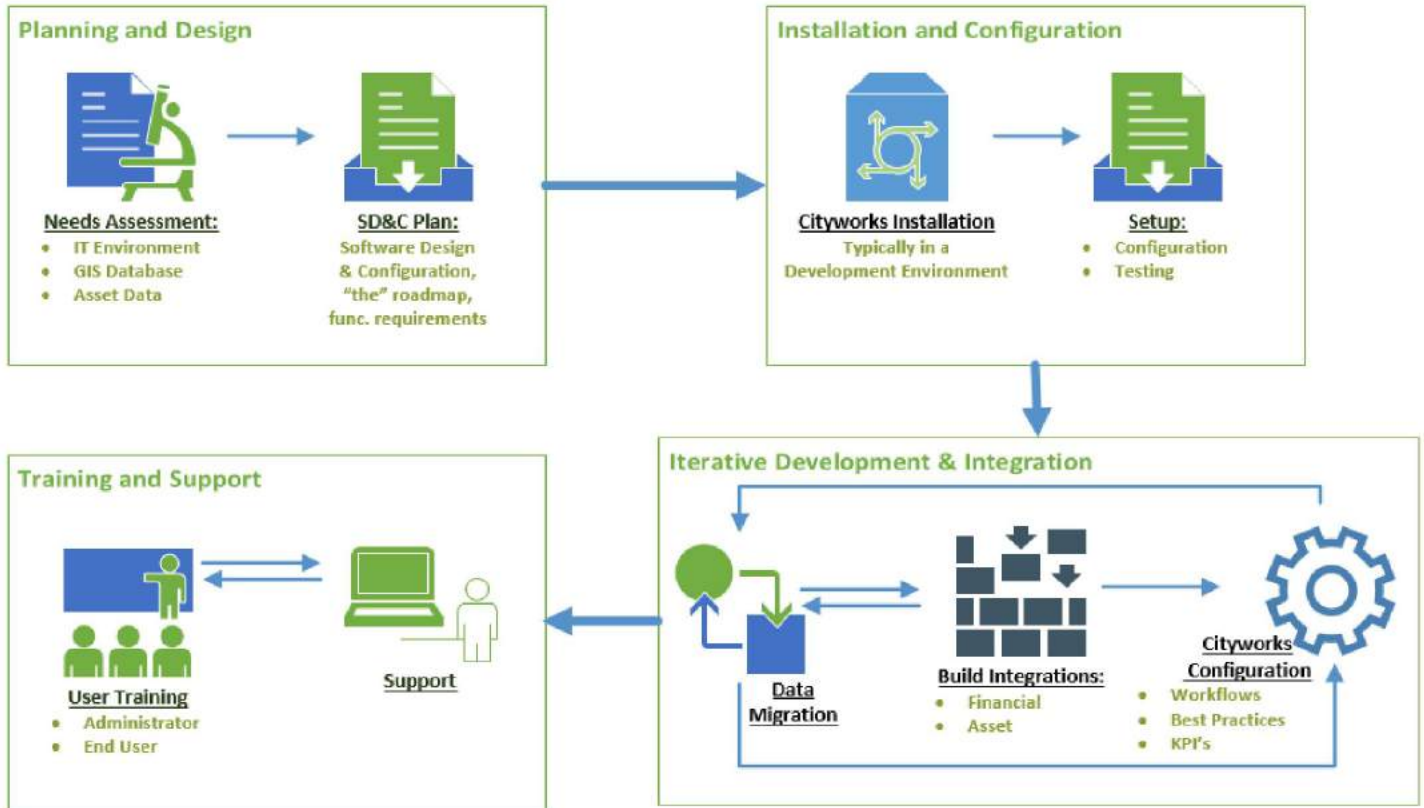 Planning and Design
Needs Assessment:
• IT Environment
• GIS Database
• Asset Data
SD&C Plan:
Software Design
& Configuration,
"the" roadmap,
func. requirements
Installation and Configuration
Cityworks Installation
Typically in a
Development Environment
Setup:
• Configuration
• Testing
Iterative Development & Integration
Data
Migration
Build Integrations:
• Financial
• Asset
Cityworks
Configuration
• Workflows
• Best Practices
• KPI's
Training and Support
User Training
• Administrator
• End User
Support